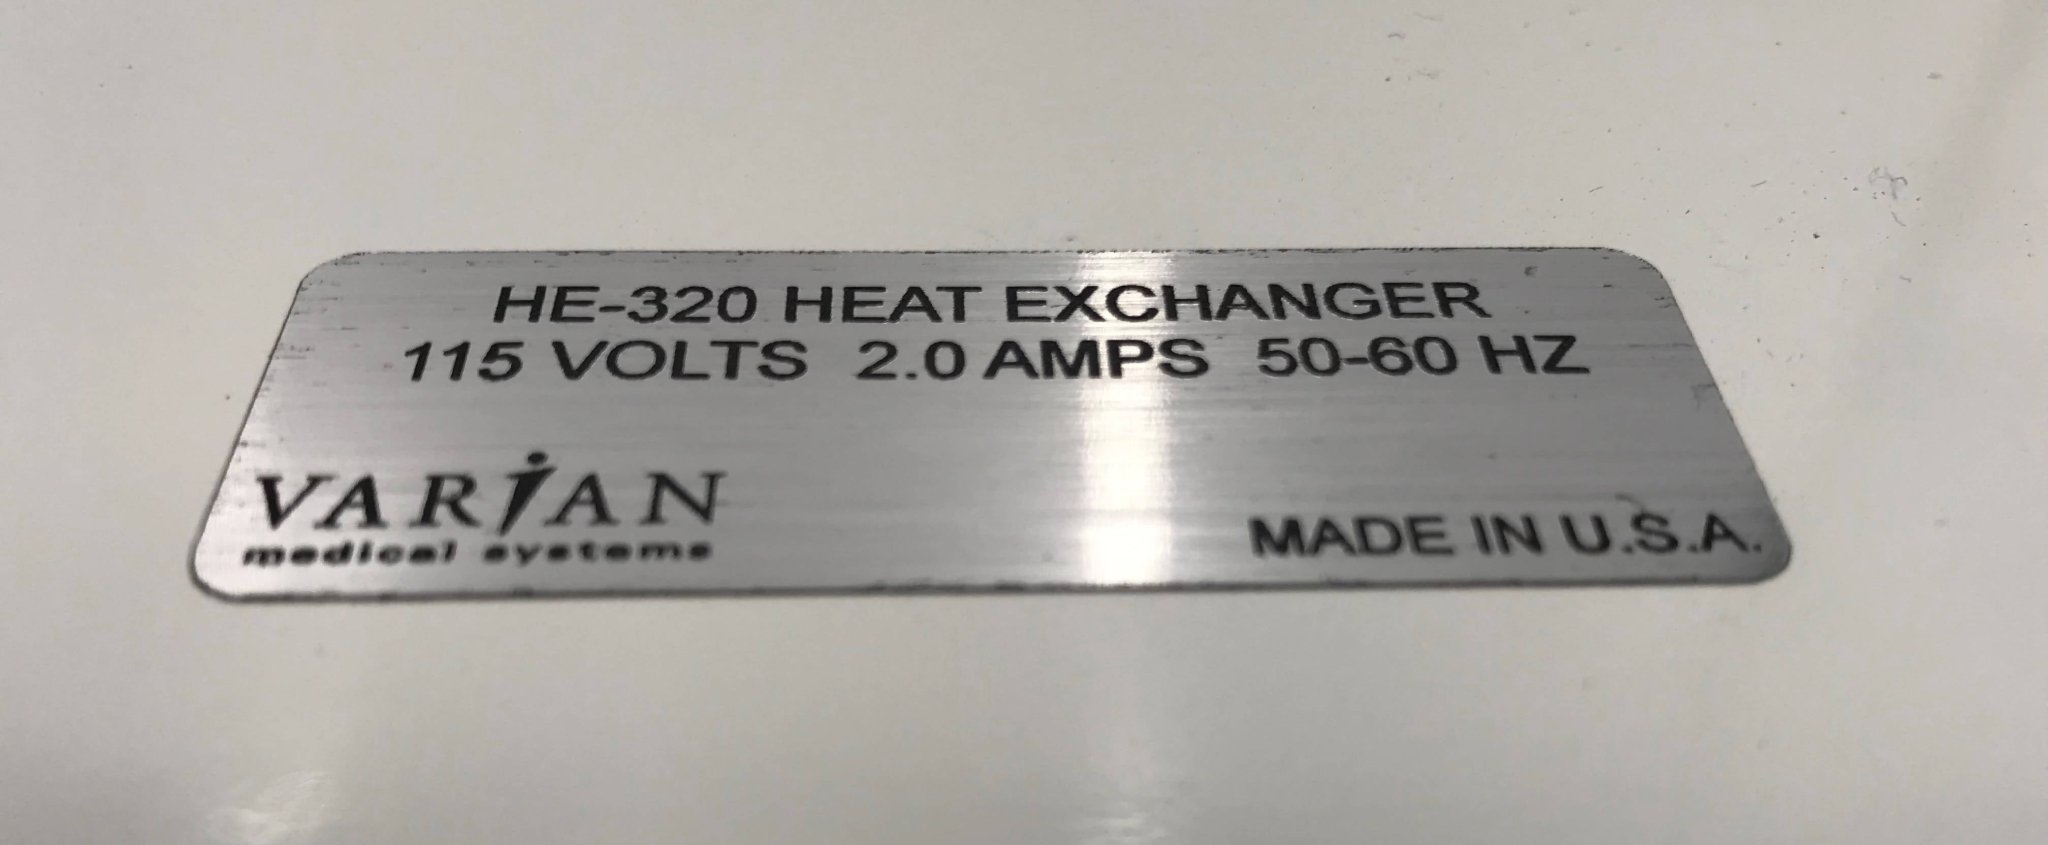 HE-320 HEAT EXCHANGER
115 VOLTS 2.0 AMPS 50-60 HZ
VARIAN
medical systems
MADE IN U.S.A.